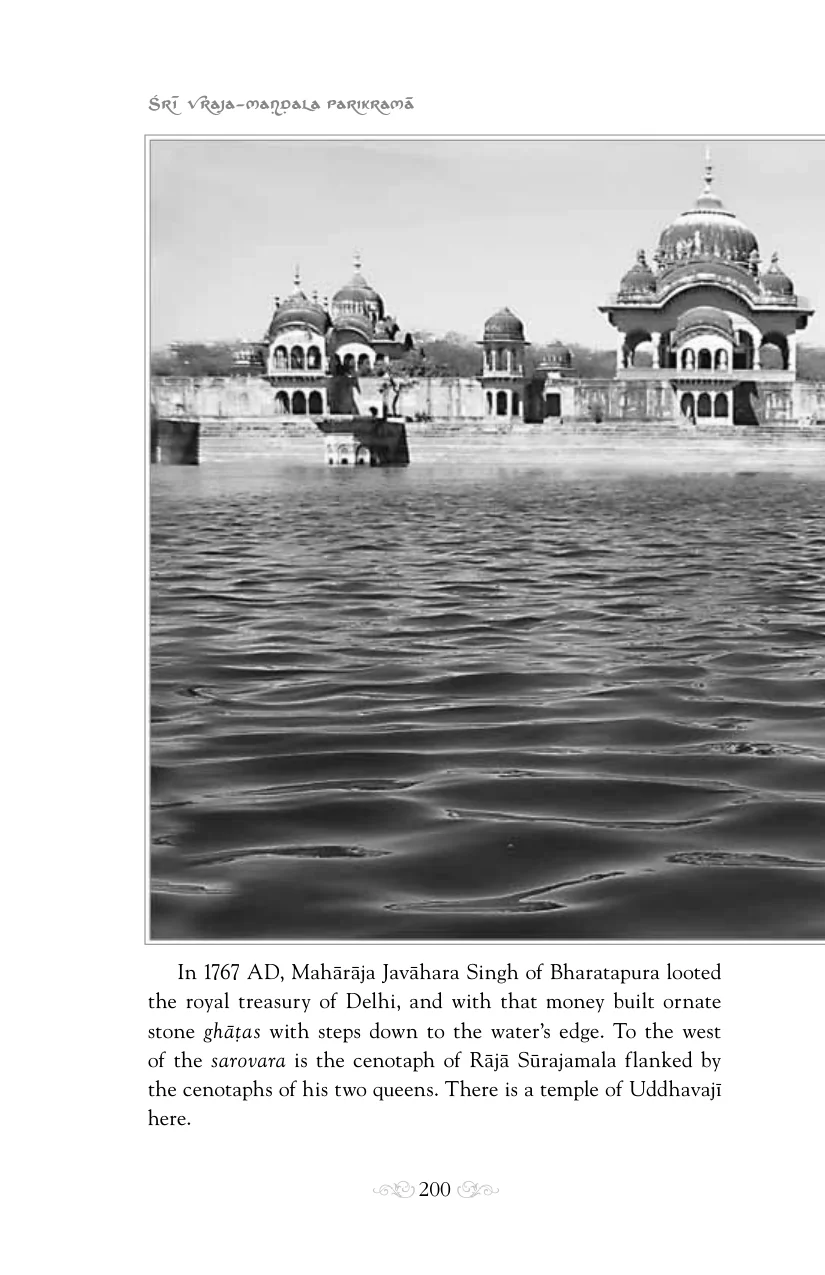 Śrī Vraja-maṇḍala Parikramā
In 1767 AD, Mahārāja Javāhara Singh of Bharatapura looted
the royal treasury of Delhi, and with that money built ornate
stone ghāṭas with steps down to the water’s edge. To the west
of the sarovara is the cenotaph of Rājā Sūrajamala flanked by
the cenotaphs of his two queens. There is a temple of Uddhavajī
here.
200